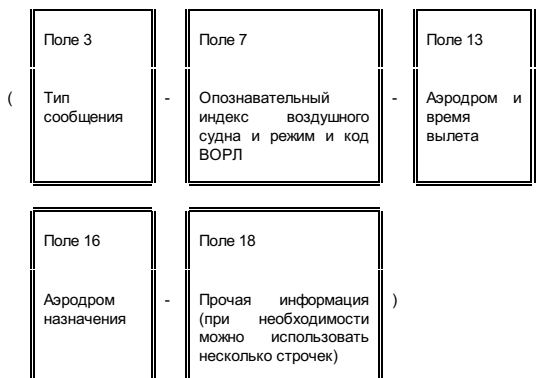 Поле 3 Поле 7 Поле 13
( Тип - Опознавательный - Аэродром и
сообщения индекс воздушного время
судна и режим и код вылета
ВОРЛ
Поле 16 Поле 18
Аэродром - Прочая информация )
назначения (при необходимости
можно использовать
несколько строчек)